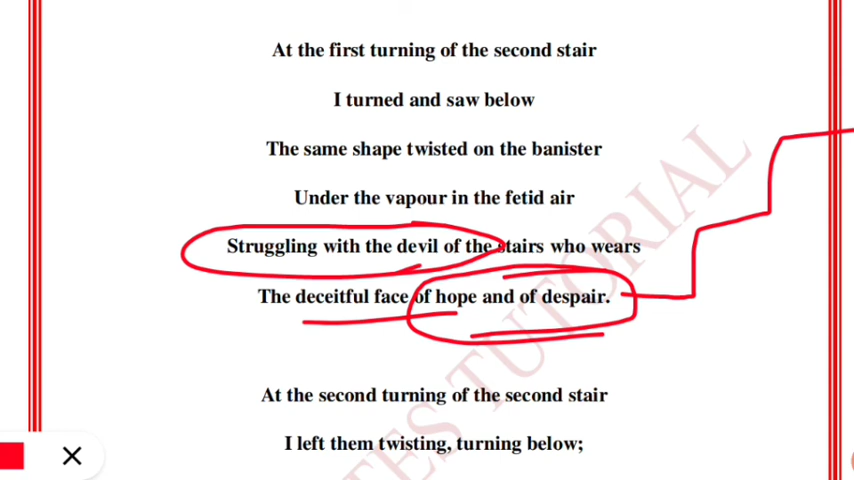 At the first turning of the second stair
I turned and saw below
The same shape twisted on the banister
Under the vapour in the fetid air
Struggling with the devil of the stairs who wears
The deceitful face of hope and of despair.
At the second turning of the second stair
I left them twisting, turning below;
TES TUTORIAL